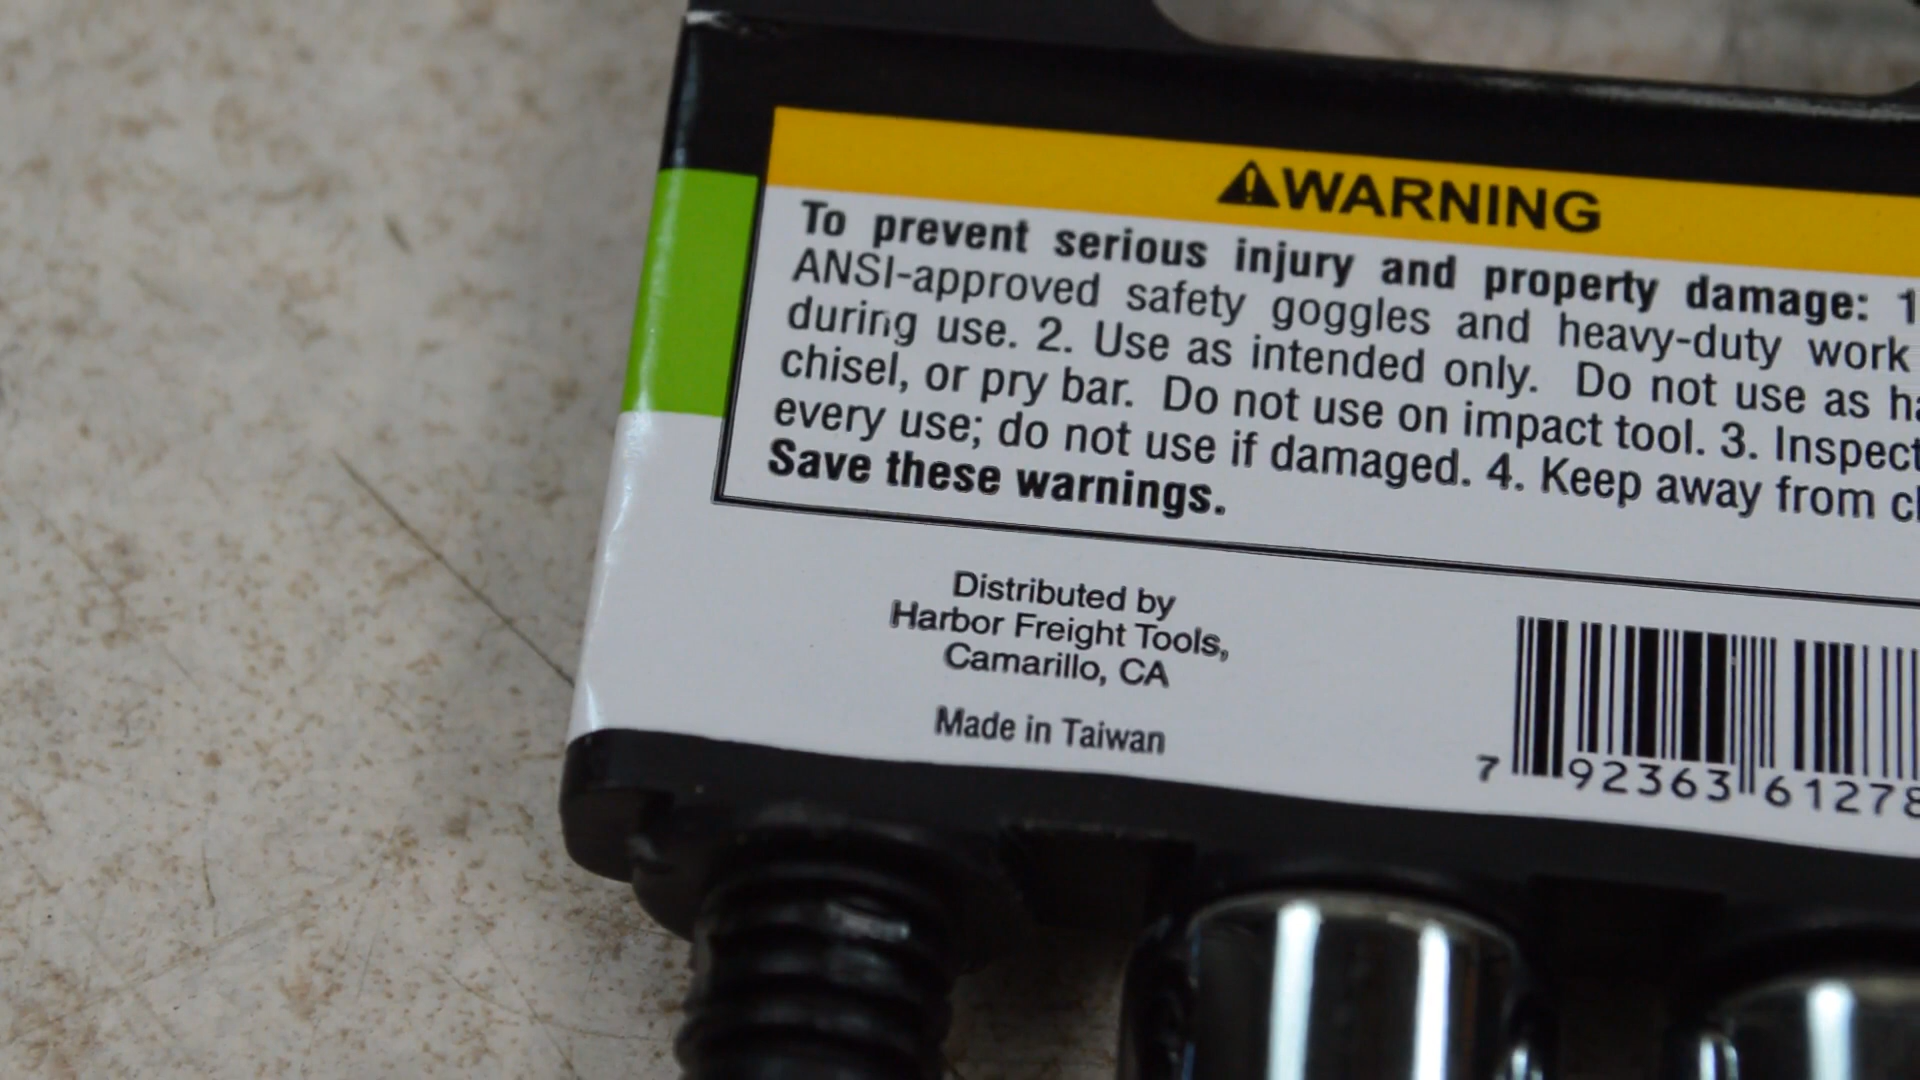 WARNING
To prevent serious injury and property damage: 1
ANSI-approved safety goggles and heavy-duty work
during use. 2. Use as intended only. Do not use as
chisel, or pry bar. Do not use on impact tool. 3. Inspect
every use; do not use if damaged. 4. Keep away from
Save these warnings.
Distributed by
Harbor Freight Tools,
Camarillo, CA
Made in Taiwan
7 92363 61278